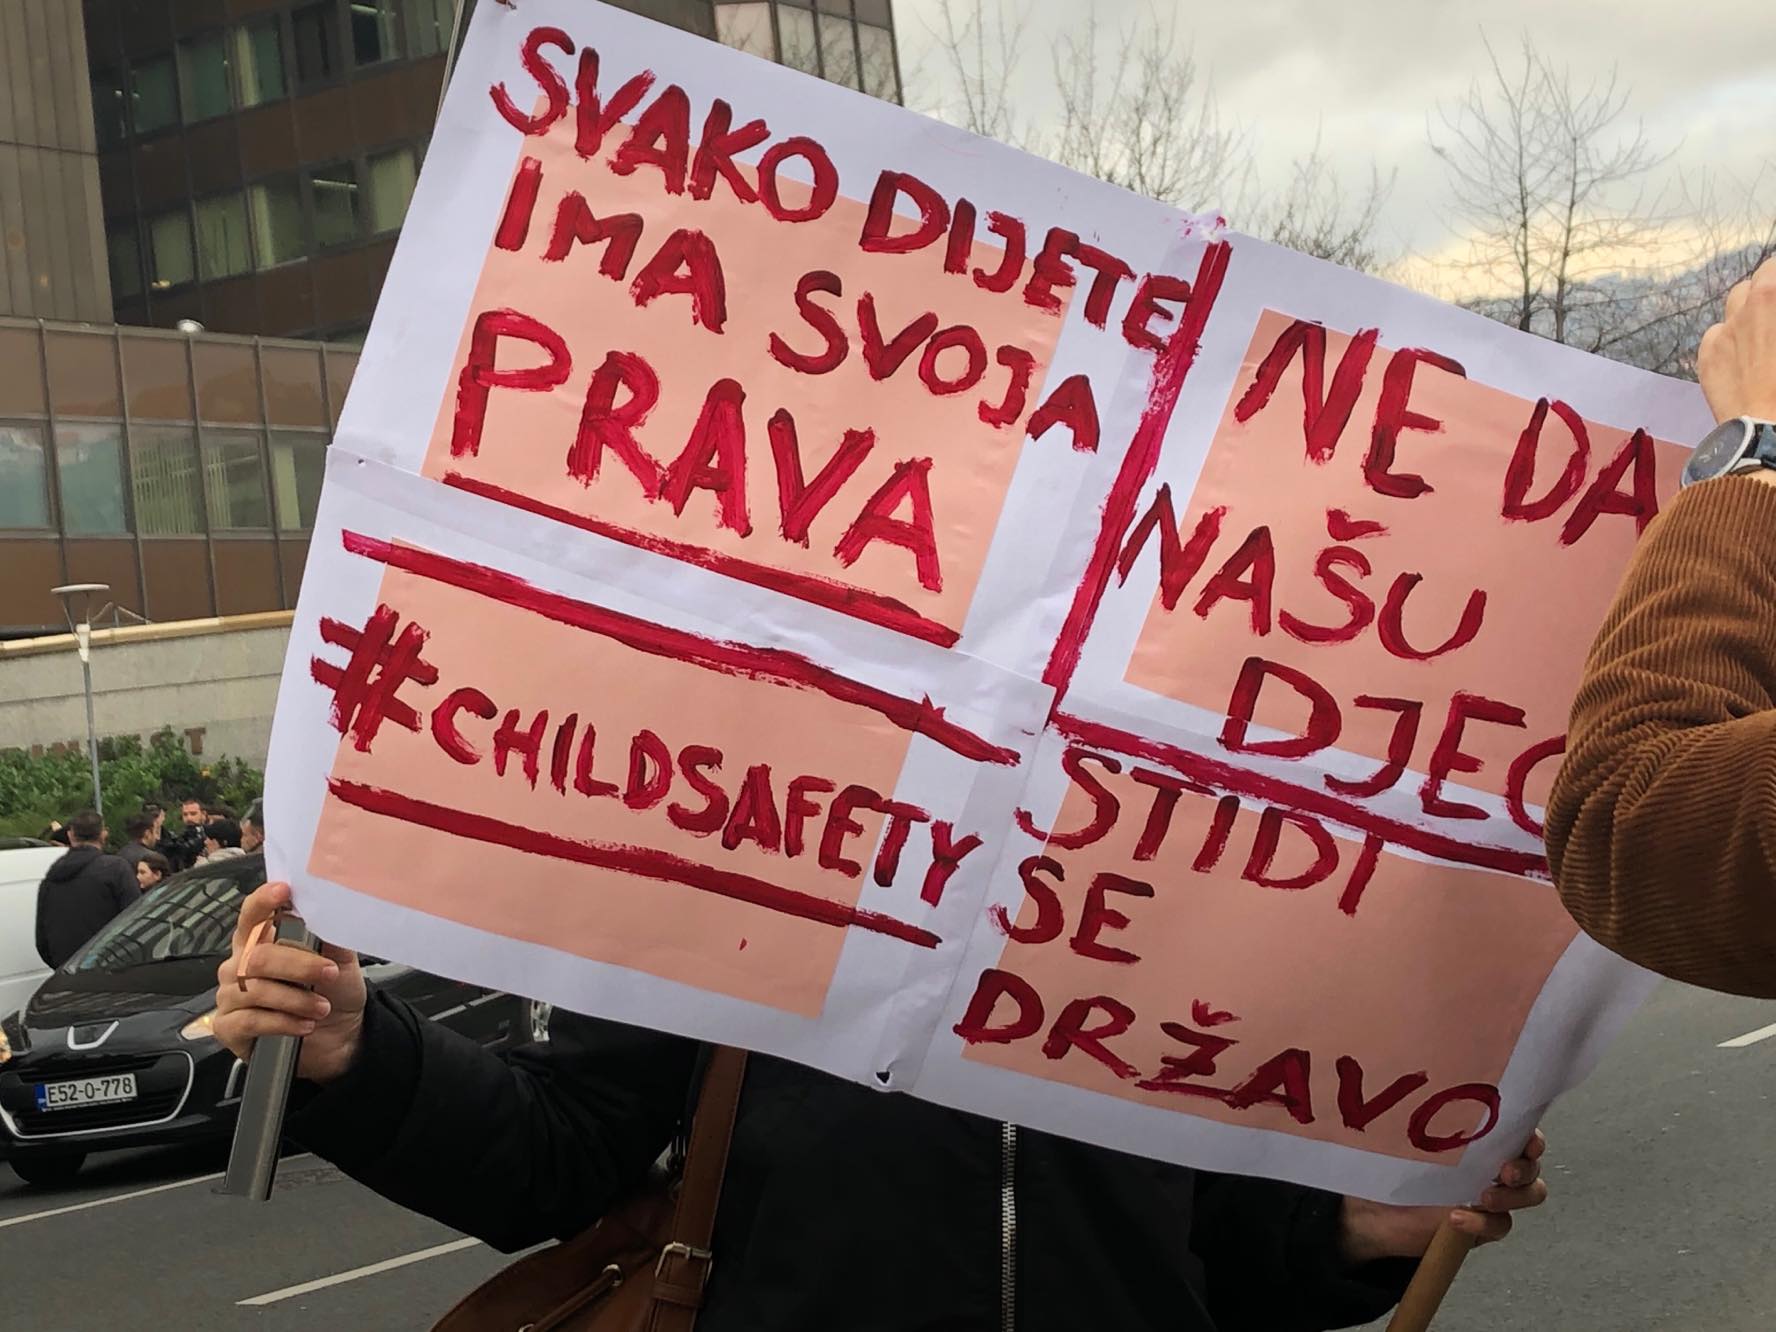 SVAKO DIJETE
IMA SVOJA
PRAVA
#CHILDSAFETY
NE DA
NAŠU
STIDI
SE
DRŽAVO
E52-O-778